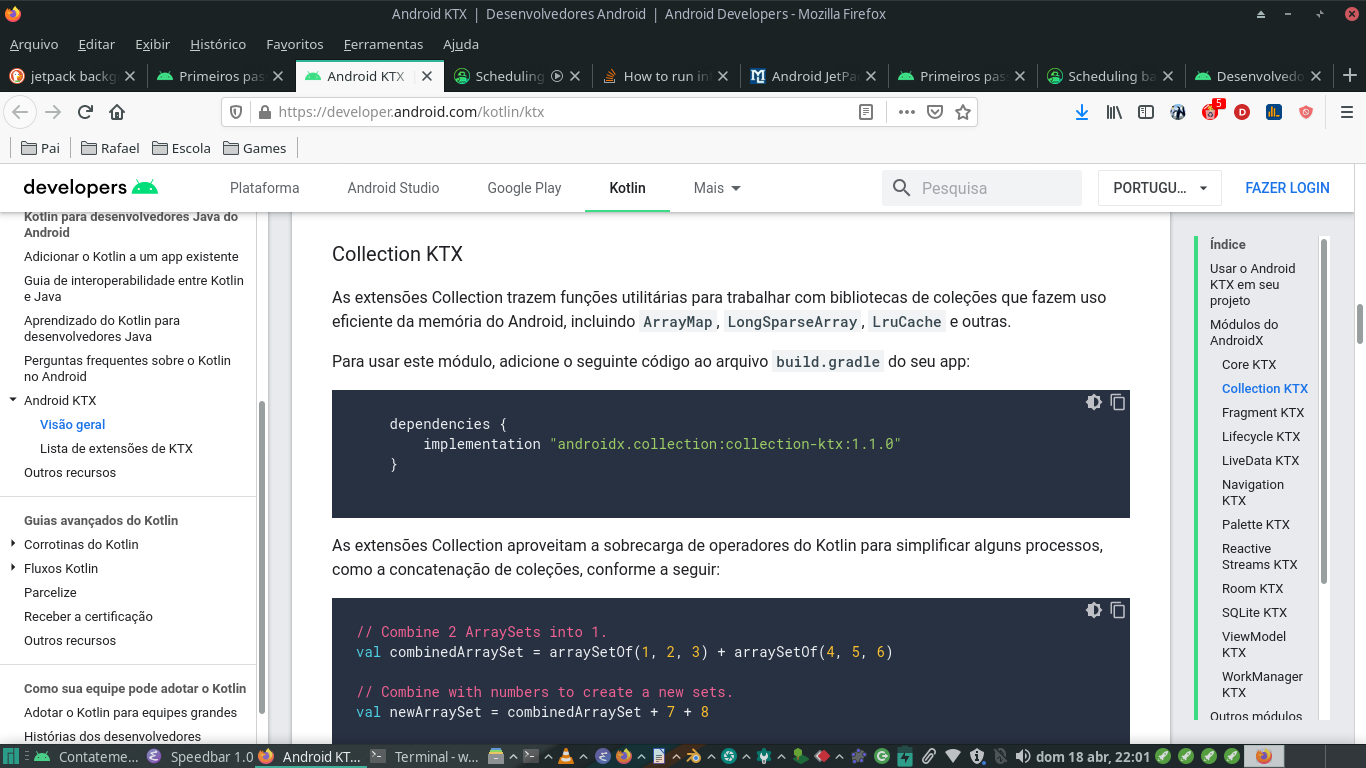 Android KTX | Desenvolvedores Android | Android Developers - Mozilla Firefox
Arquivo Editar Exibir Histórico Favoritos Ferramentas Ajuda
jetpack backg Primeiros pas Android KTX Scheduling How to run in Android JetPa Primeiros pas Scheduling ba Desenvolvedo
https://developer.android.com/kotlin/ktx
5
Pai Rafael Escola Games
developers Plataforma Android Studio Google Play Kotlin Mais Pesquisa PORTUGU... FAZER LOGIN
Kotlin para desenvolvedores Java do
Android
Adicionar o Kotlin a um app existente
Guia de interoperabilidade entre Kotlin
e Java
Aprendizado do Kotlin para
desenvolvedores Java
Perguntas frequentes sobre o Kotlin
no Android
Android KTX
Visão geral
Lista de extensões de KTX
Outros recursos
Guias avançados do Kotlin
Corrotinas do Kotlin
Fluxos Kotlin
Parcelize
Receber a certificação
Outros recursos
Como sua equipe pode adotar o Kotlin
Adotar o Kotlin para equipes grandes
Histórias dos desenvolvedores
Collection KTX
As extensões Collection trazem funções utilitárias para trabalhar com bibliotecas de coleções que fazem uso
eficiente da memória do Android, incluindo ArrayMap, LongSparseArray, LruCache e outras.
Para usar este módulo, adicione o seguinte código ao arquivo build.gradle do seu app:
dependencies {
implementation "androidx.collection:collection-ktx:1.1.0"
}
As extensões Collection aproveitam a sobrecarga de operadores do Kotlin para simplificar alguns processos,
como a concatenação de coleções, conforme a seguir:
// Combine 2 ArraySets into 1.
val combinedArraySet = arraySetOf(1, 2, 3) + arraySetOf(4, 5, 6)
// Combine with numbers to create a new sets.
val newArraySet = combinedArraySet + 7 + 8
Índice
Usar o Android
KTX em seu
projeto
Módulos do
AndroidX
Core KTX
Collection KTX
Fragment KTX
Lifecycle KTX
LiveData KTX
Navigation
KTX
Palette KTX
Reactive
Streams KTX
Room KTX
SQLite KTX
ViewModel
KTX
WorkManager
KTX
Outros módulos
Contateme... Speedbar 1.0 Android KT... Terminal - w... dom 18 abr, 22:01